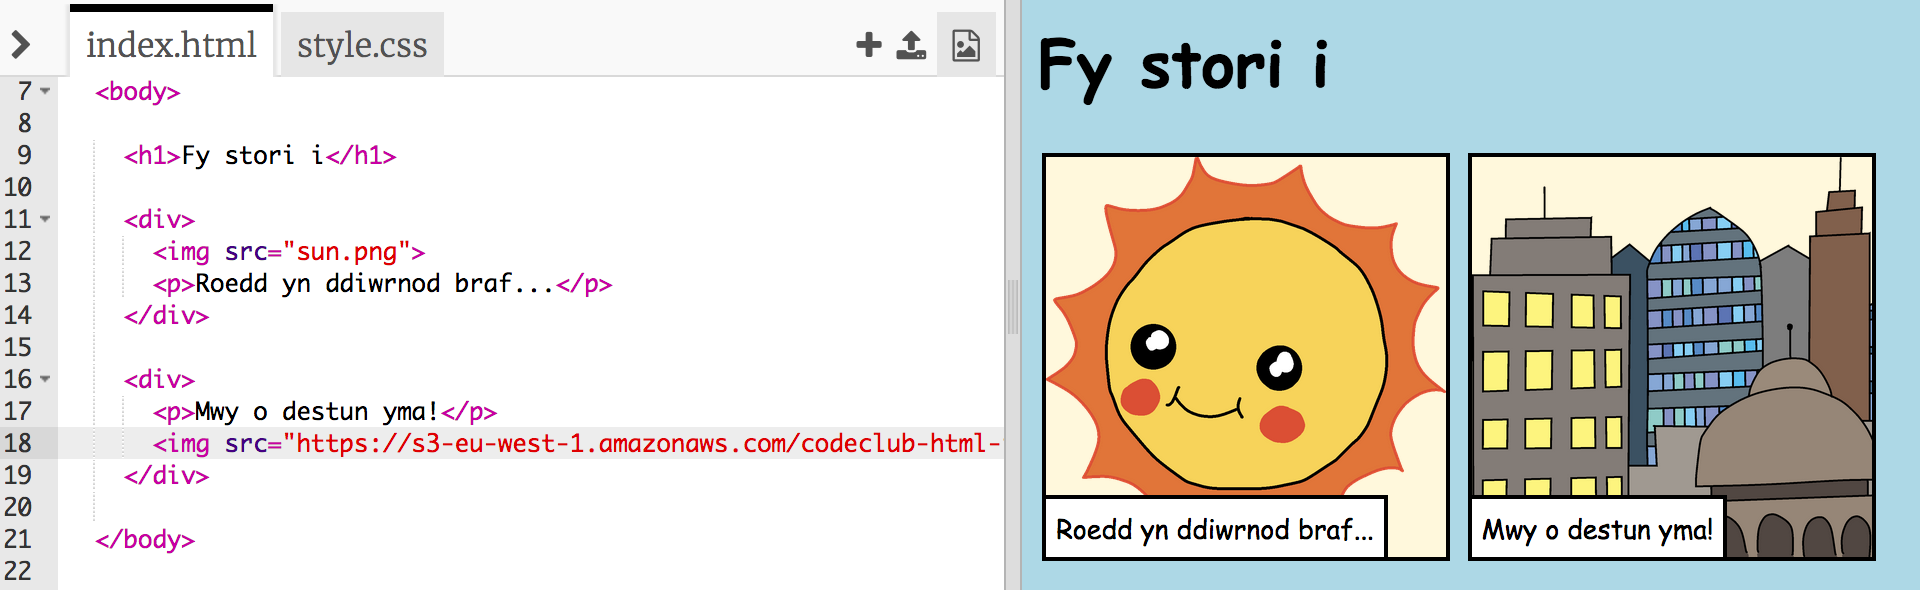 index.html style.css
7 <body>
8
9 <h1>Fy stori i</h1>
10
11 <div>
12 <img src="sun.png">
13 <p>Roedd yn ddiwrnod braf...</p>
14 </div>
15
16 <div>
17 <p>Mwy o destun yma!</p>
18 <img src="https://s3-eu-west-1.amazonaws.com/codeclub-html-
19 </div>
20
21 </body>
22
Fy stori i
Roedd yn ddiwrnod braf...
Mwy o destun yma!